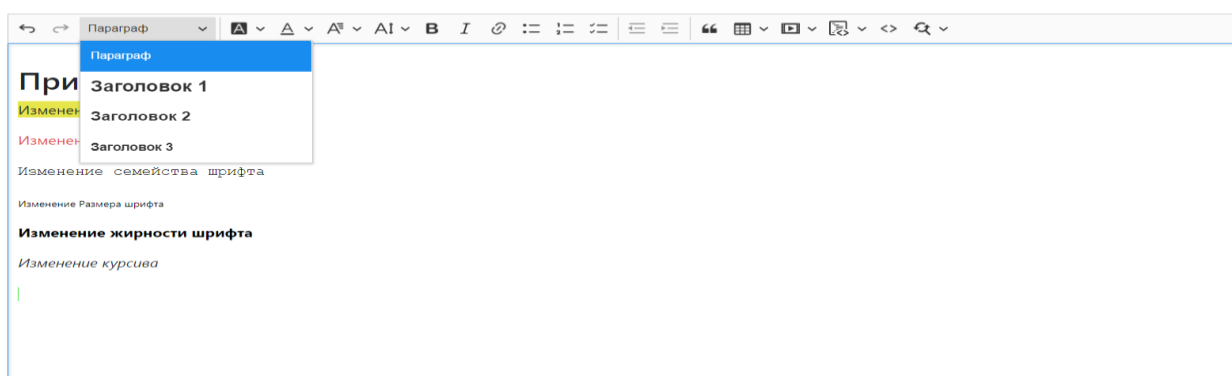 Параграф
Параграф
Заголовок 1
Заголовок 2
Заголовок 3
При
Изменен
Изменен
Изменение семейства шрифта
Изменение Размера шрифта
Изменение жирности шрифта
Изменение курсива